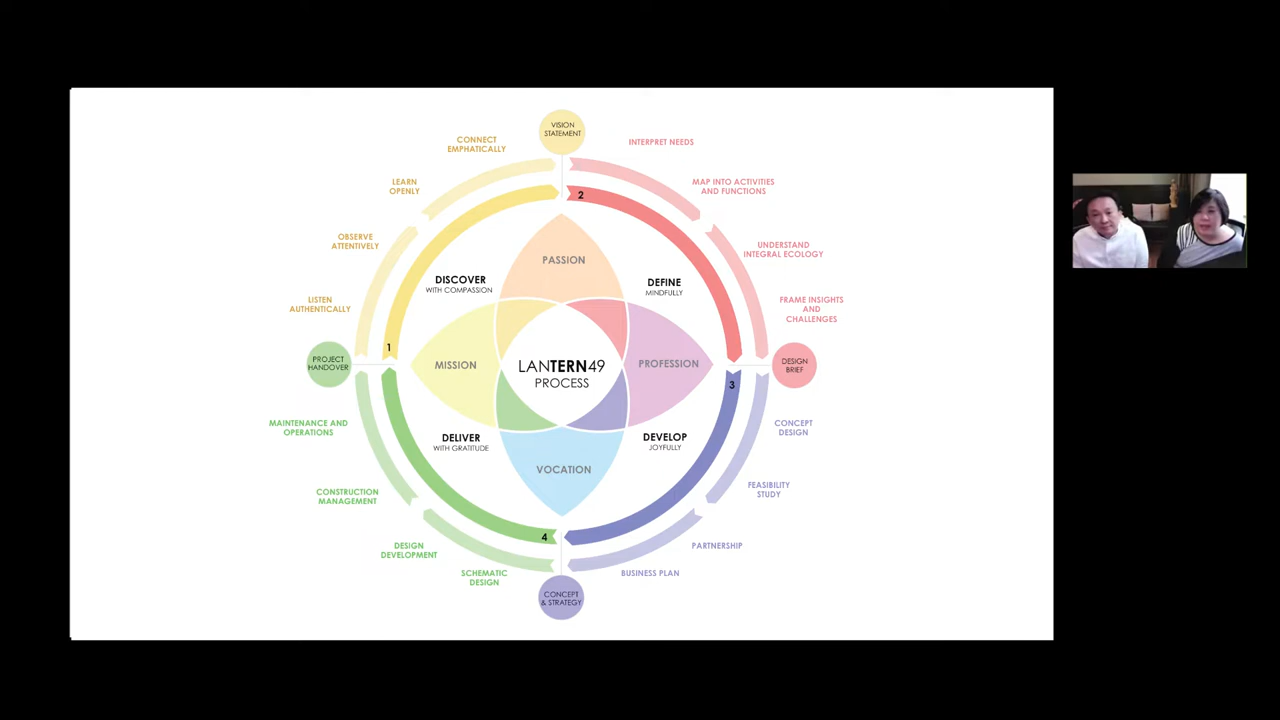 VISION
STATEMENT
CONNECT
EMPHATICALLY
INTERPRET NEEDS
LEARN
OPENLY
MAP INTO ACTIVITIES
AND FUNCTIONS
2
OBSERVE
ATTENTIVELY
UNDERSTAND
INTEGRAL ECOLOGY
PASSION
DISCOVER
WITH COMPASSION
DEFINE
MINDFULLY
LISTEN
AUTHENTICALLY
FRAME INSIGHTS
AND
CHALLENGES
1
PROJECT
HANDOVER
MISSION
LANTERN49
PROCESS
PROFESSION
DESIGN
BRIEF
3
MAINTENANCE AND
OPERATIONS
DELIVER
WITH GRATITUDE
DEVELOP
JOYFULLY
CONCEPT
DESIGN
VOCATION
CONSTRUCTION
MANAGEMENT
FEASIBILITY
STUDY
4
DESIGN
DEVELOPMENT
PARTNERSHIP
SCHEMATIC
DESIGN
BUSINESS PLAN
CONCEPT
& STRATEGY